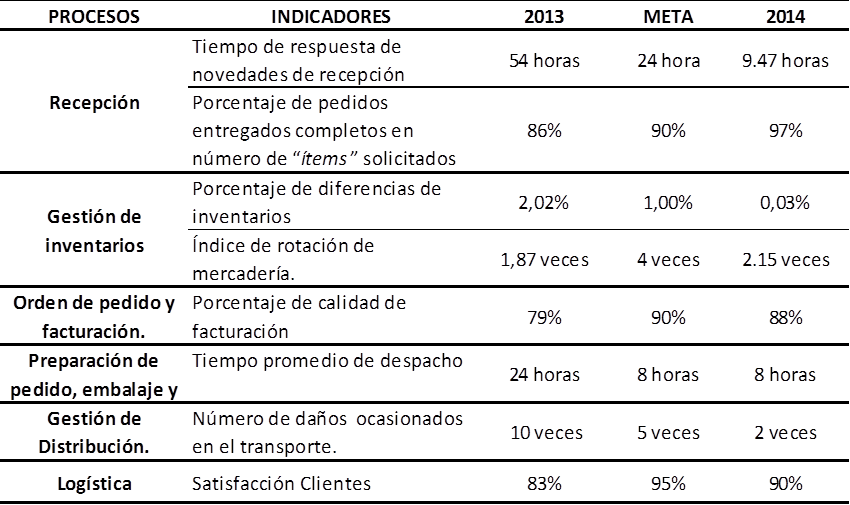 PROCESOS INDICADORES 2013 META 2014
Recepción
Tiempo de respuesta de
novedades de recepción
54 horas 24 hora 9.47 horas
Porcentaje de pedidos
entregados completos en
número de “ítems” solicitados
86% 90% 97%
Gestión de
inventarios
Porcentaje de diferencias de
inventarios
2,02% 1,00% 0,03%
Índice de rotación de
mercadería.
1,87 veces 4 veces 2.15 veces
Orden de pedido y
facturación.
Porcentaje de calidad de
facturación
79% 90% 88%
Preparación de
pedido, embalaje y
Tiempo promedio de despacho
24 horas 8 horas 8 horas
Gestión de
Distribución.
Número de daños ocasionados
en el transporte.
10 veces 5 veces 2 veces
Logística
Satisfacción Clientes
83% 95% 90%